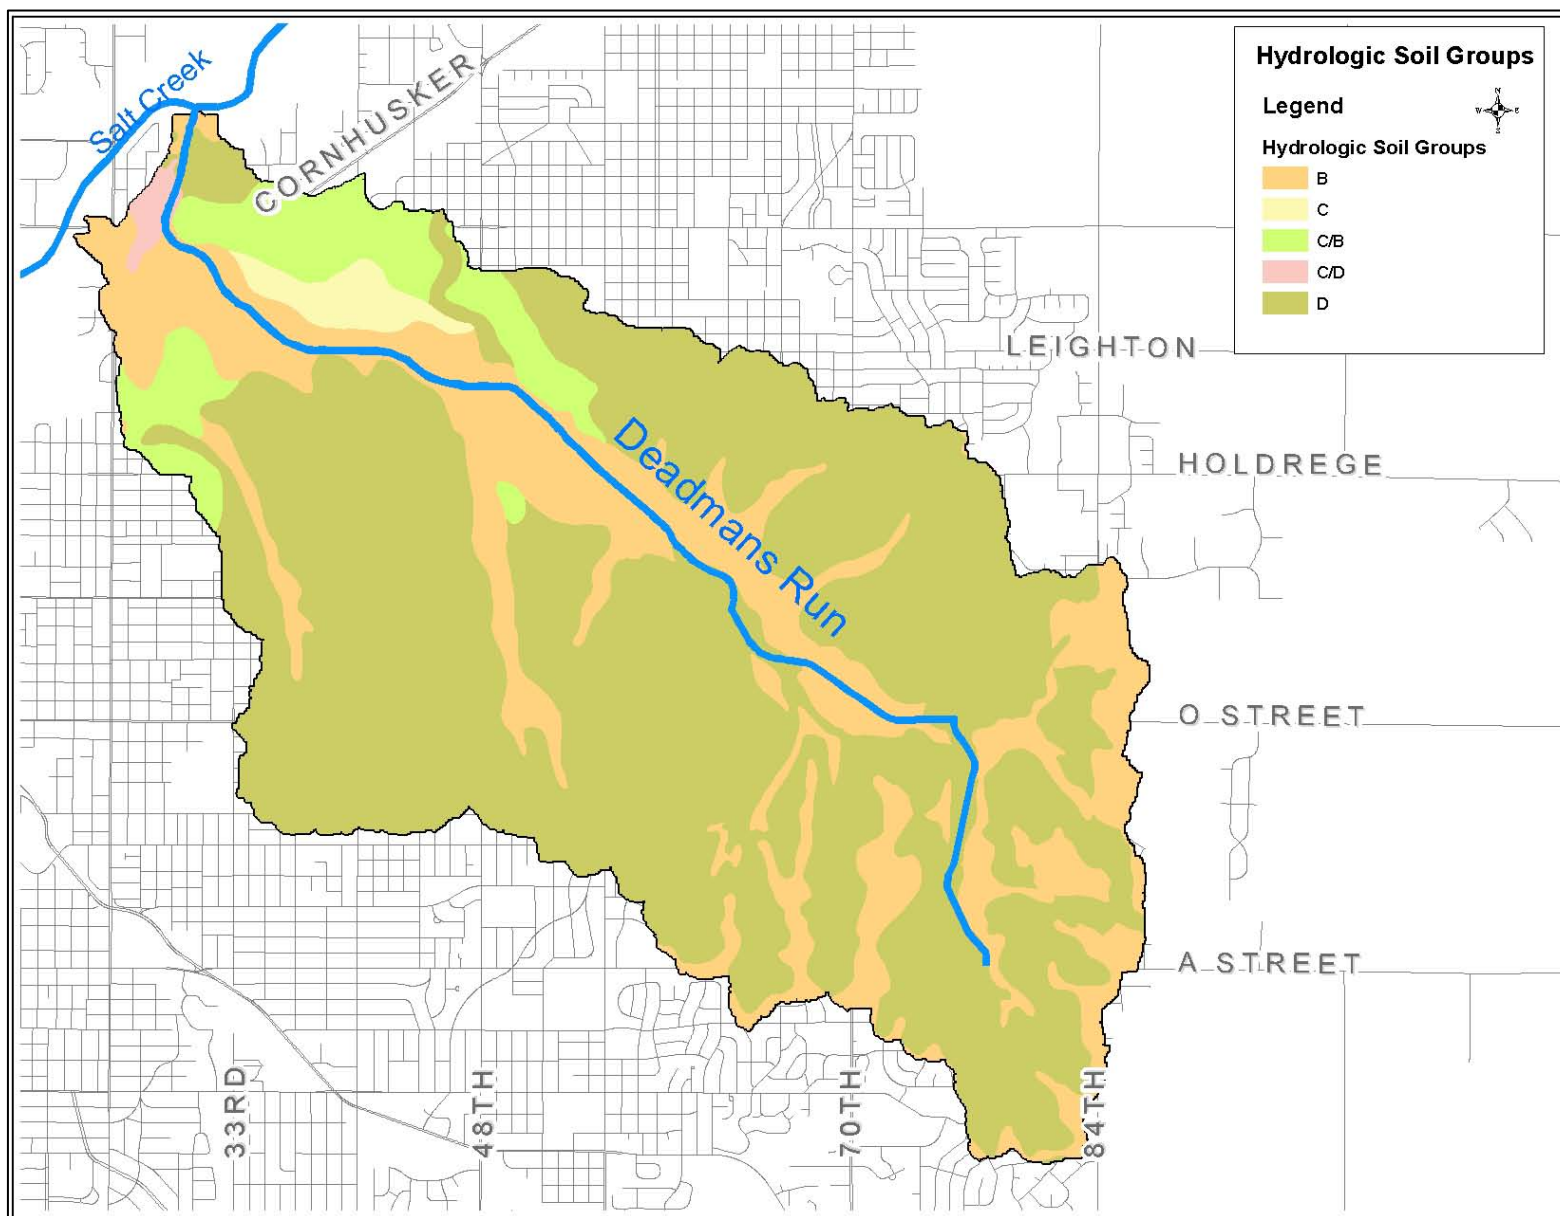 Hydrologic Soil Groups
Legend
N
W E
S
Hydrologic Soil Groups
B
C
C/B
C/D
D
Salt Creek
CORNHUSKER
LEIGHTON
HOLDREGE
Deadmans Run
O STREET
A STREET
33RD
48TH
70TH
84TH